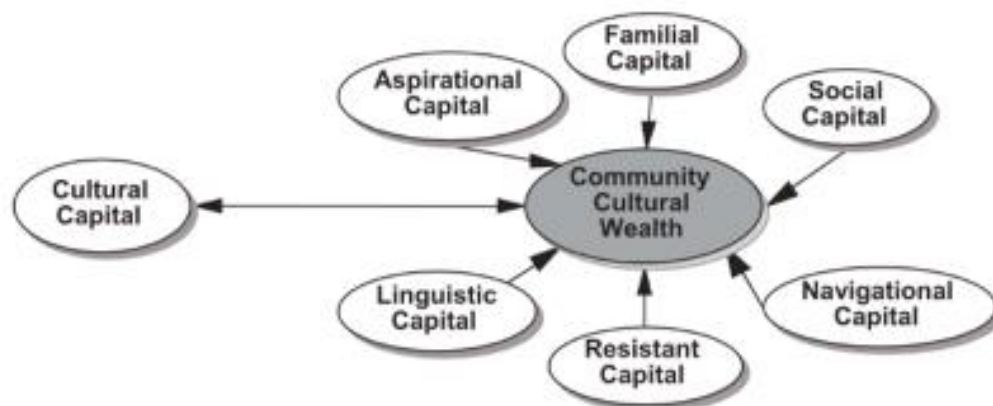 Familial
Capital
Aspirational
Capital
Social
Capital
Cultural
Capital
Community
Cultural
Wealth
Linguistic
Capital
Navigational
Capital
Resistant
Capital